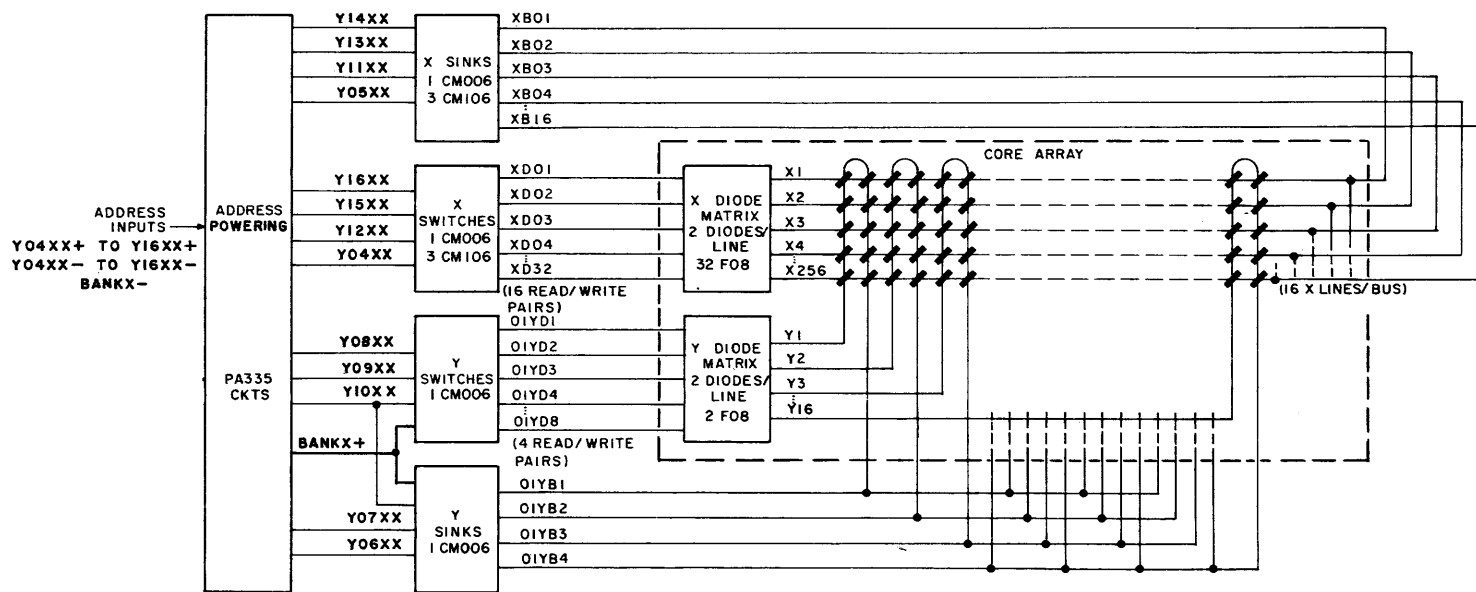 ADDRESS
INPUTS
Y04XX+ TO Y16XX+
Y04XX- TO Y16XX-
BANKX-
ADDRESS
POWERING
PA335
CKTS
Y14XX
Y13XX
Y11XX
Y05XX
X SINKS
1 CM006
3 CM106
XB01
XB02
XB03
XB04
XB16
Y16XX
Y15XX
Y12XX
Y04XX
X
SWITCHES
1 CM006
3 CM106
XD01
XD02
XD03
XD04
XD32
(16 READ/WRITE
PAIRS)
CORE ARRAY
X DIODE
MATRIX
2 DIODES/
LINE
32 F08
X1
X2
X3
X4
X256
(16 X LINES/BUS)
Y08XX
Y09XX
Y10XX
BANKX+
Y
SWITCHES
1 CM006
01YD1
01YD2
01YD3
01YD4
01YD8
(4 READ/WRITE
PAIRS)
Y DIODE
MATRIX
2 DIODES/
LINE
2 F08
Y1
Y2
Y3
Y16
Y07XX
Y06XX
Y
SINKS
1 CM006
01YB1
01YB2
01YB3
01YB4